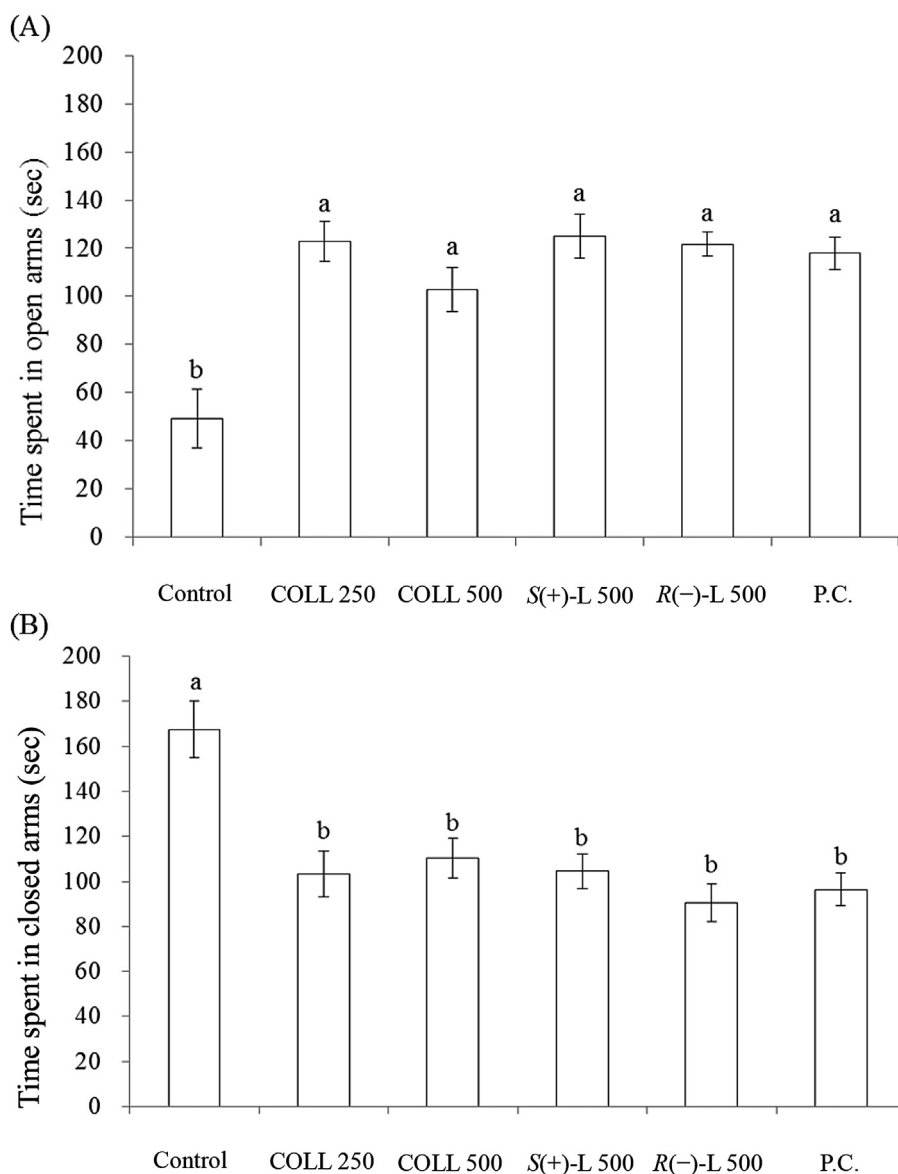 (A)
Time spent in open arms (sec)
200
180
160
140
120
100
80
60
40
20
0
b
a
a
a
a
a
Control COLL 250 COLL 500 S(+)-L 500 R(−)-L 500 P.C.
(B)
Time spent in closed arms (sec)
200
180
160
140
120
100
80
60
40
20
0
a
b
b
b
b
b
Control COLL 250 COLL 500 S(+)-L 500 R(−)-L 500 P.C.